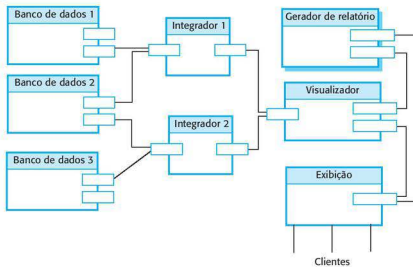 Banco de dados 1
Integrador 1
Gerador de relatório
Banco de dados 2
Visualizador
Integrador 2
Banco de dados 3
Exibição
Clientes